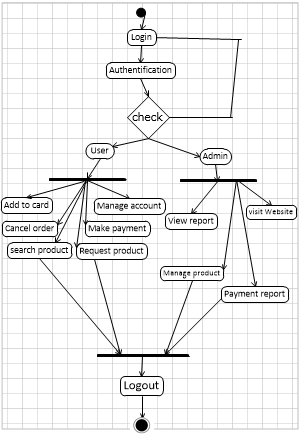 Login
Authentification
check
User
Admin
Add to card
Manage account
visit Website
Cancel order
Make payment
View report
search product
Request product
Manage product
Payment report
Logout